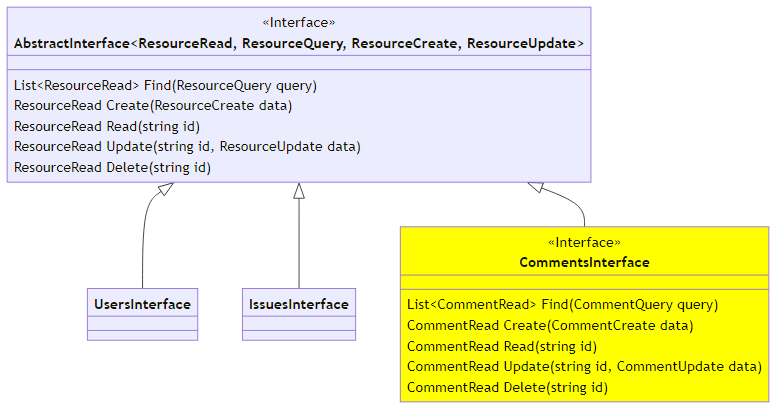 «Interface»
AbstractInterface<ResourceRead, ResourceQuery, ResourceCreate, ResourceUpdate>
List<ResourceRead> Find(ResourceQuery query)
ResourceRead Create(ResourceCreate data)
ResourceRead Read(string id)
ResourceRead Update(string id, ResourceUpdate data)
ResourceRead Delete(string id)
UsersInterface
IssuesInterface
«Interface»
CommentsInterface
List<CommentRead> Find(CommentQuery query)
CommentRead Create(CommentCreate data)
CommentRead Read(string id)
CommentRead Update(string id, CommentUpdate data)
CommentRead Delete(string id)